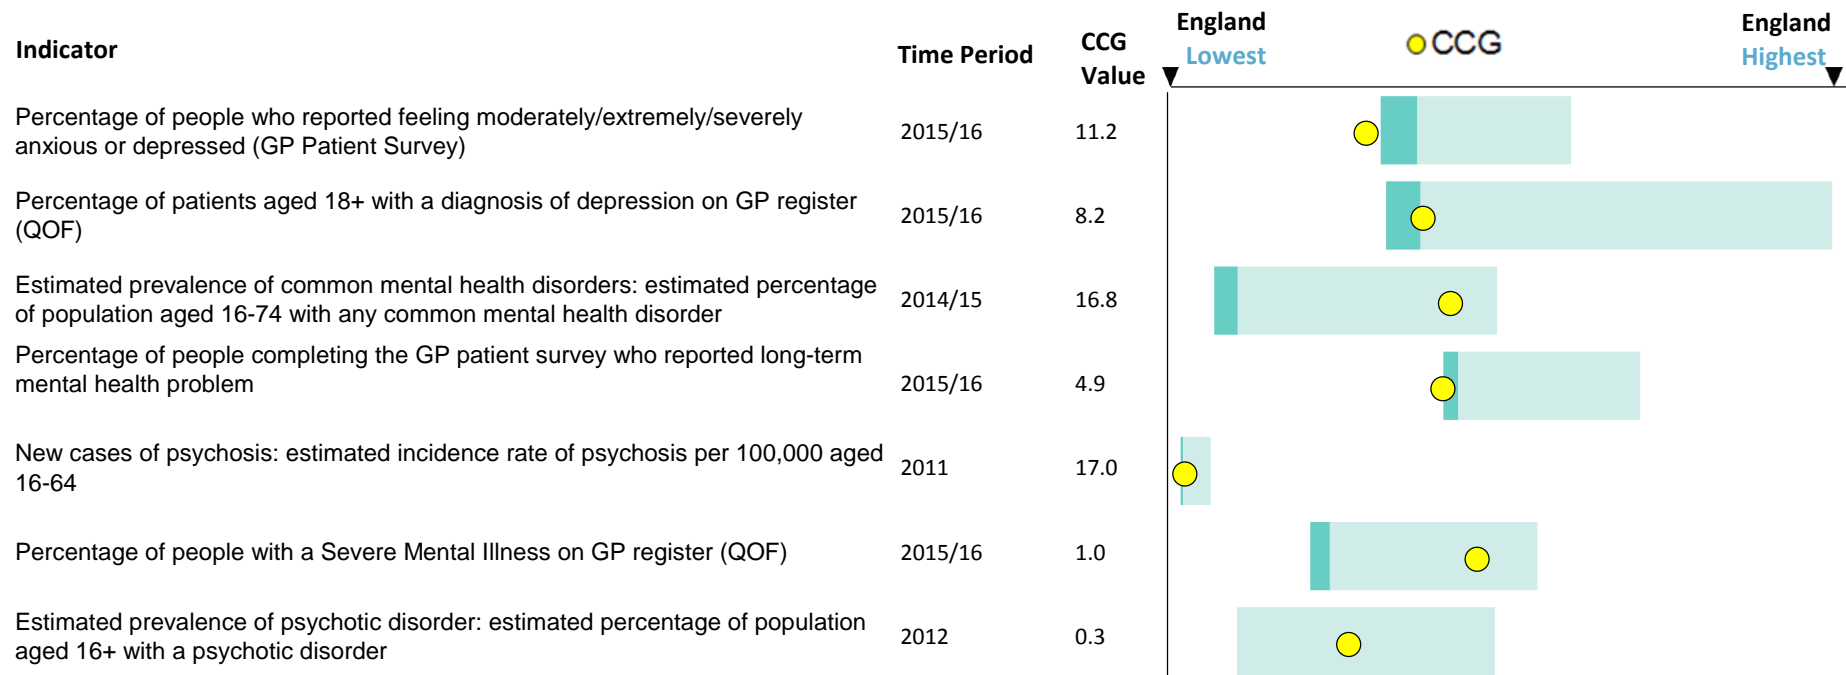 Indicator
Time Period
CCG
Value
England
Lowest
CCG
England
Highest
Percentage of people who reported feeling moderately/extremely/severely
anxious or depressed (GP Patient Survey)
2015/16
11.2
Percentage of patients aged 18+ with a diagnosis of depression on GP register
(QOF)
2015/16
8.2
Estimated prevalence of common mental health disorders: estimated percentage
of population aged 16-74 with any common mental health disorder
2014/15
16.8
Percentage of people completing the GP patient survey who reported long-term
mental health problem
2015/16
4.9
New cases of psychosis: estimated incidence rate of psychosis per 100,000 aged
16-64
2011
17.0
Percentage of people with a Severe Mental Illness on GP register (QOF)
2015/16
1.0
Estimated prevalence of psychotic disorder: estimated percentage of population
aged 16+ with a psychotic disorder
2012
0.3